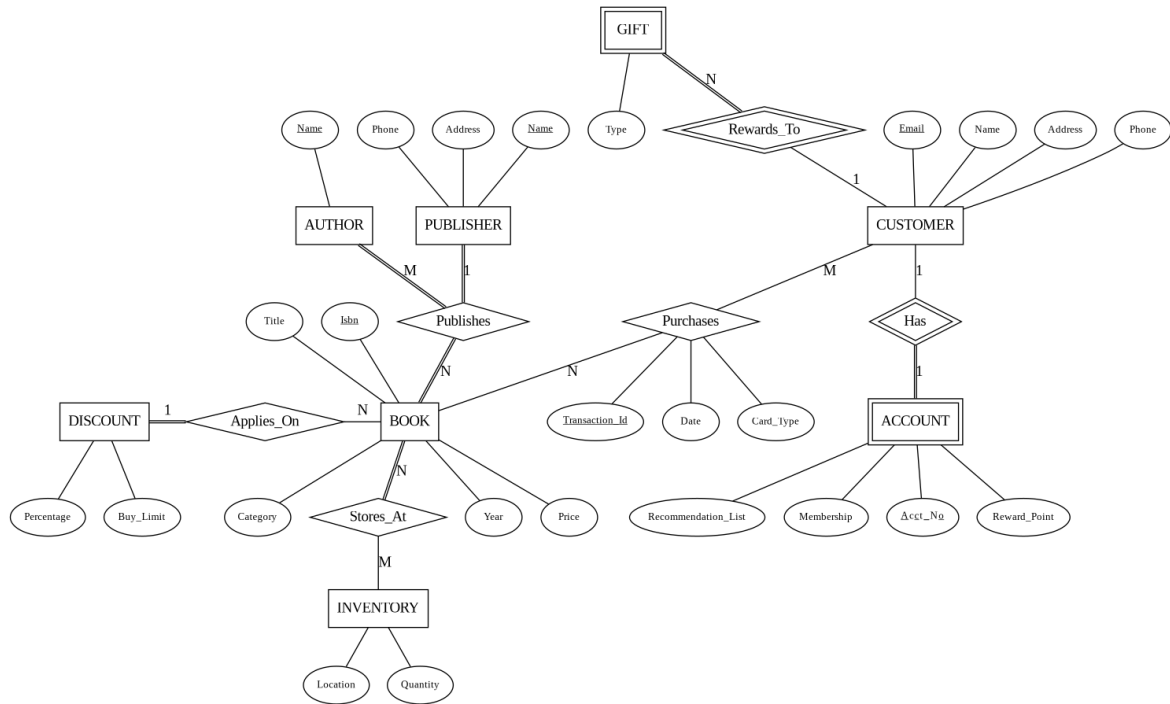 GIFT
N
Name
Phone
Address
Name
Type
Rewards_To
Email
Name
Address
Phone
1
AUTHOR
PUBLISHER
CUSTOMER
M
1
M
1
Title
Isbn
Publishes
Purchases
Has
N
N
1
DISCOUNT
1
Applies_On
N
BOOK
Transaction_Id
Date
Card_Type
ACCOUNT
N
Percentage
Buy_Limit
Category
Stores_At
Year
Price
Recommendation_List
Membership
Acct_No
Reward_Point
M
INVENTORY
Location
Quantity